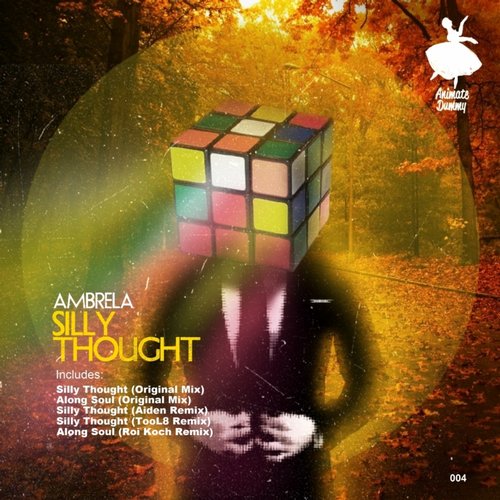 Animate
Dummy
AMBRELA
SILLY
THOUGHT
Includes:
Silly Thought (Original Mix)
Along Soul (Original Mix)
Silly Thought (Aiden Remix)
Silly Thought (TooL8 Remix)
Along Soul (Roi Koch Remix)
004